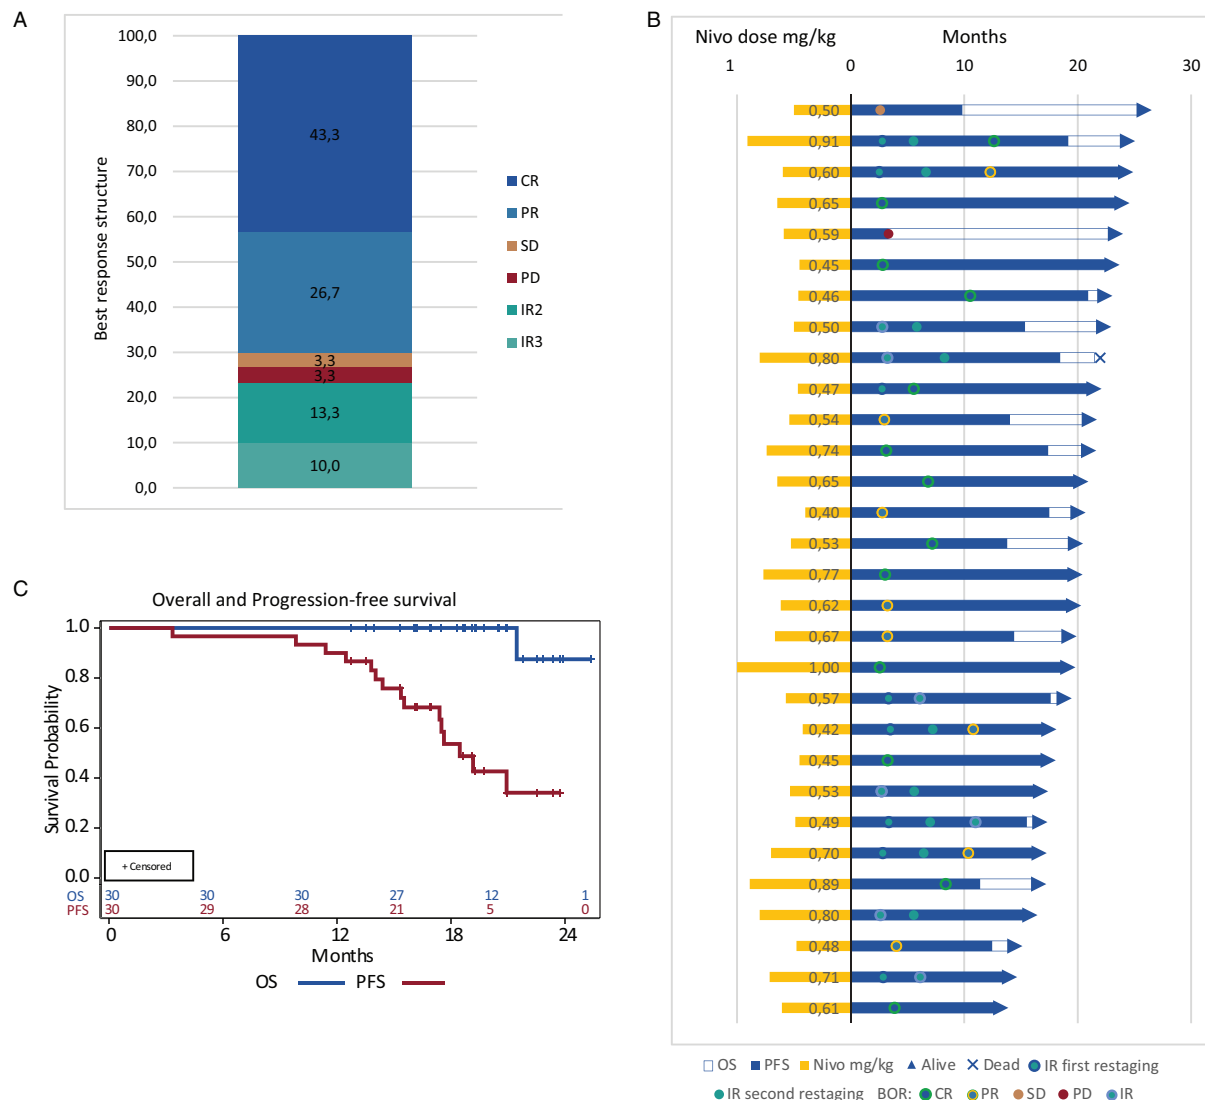 A
100,0
90,0
80,0
70,0
60,0
50,0
40,0
30,0
20,0
10,0
0,0
Best response structure
43,3
26,7
3,3
3,3
13,3
10,0
CR
PR
SD
PD
IR2
IR3
B
Nivo dose mg/kg Months
1 0 10 20 30
0,50
0,91
0,60
0,65
0,59
0,45
0,46
0,50
0,80
0,47
0,54
0,74
0,65
0,40
0,53
0,77
0,62
0,67
1,00
0,57
0,42
0,45
0,53
0,49
0,70
0,89
0,80
0,48
0,71
0,61
OS PFS Nivo mg/kg Alive Dead IR first restaging
IR second restaging BOR: CR PR SD PD IR
C
Overall and Progression-free survival
1.0
0.8
0.6
0.4
0.2
0.0
Survival Probability
+ Censored
OS 30 30 30 27 12 1
PFS 30 29 28 21 5 0
0 6 12 18 24
Months
OS PFS